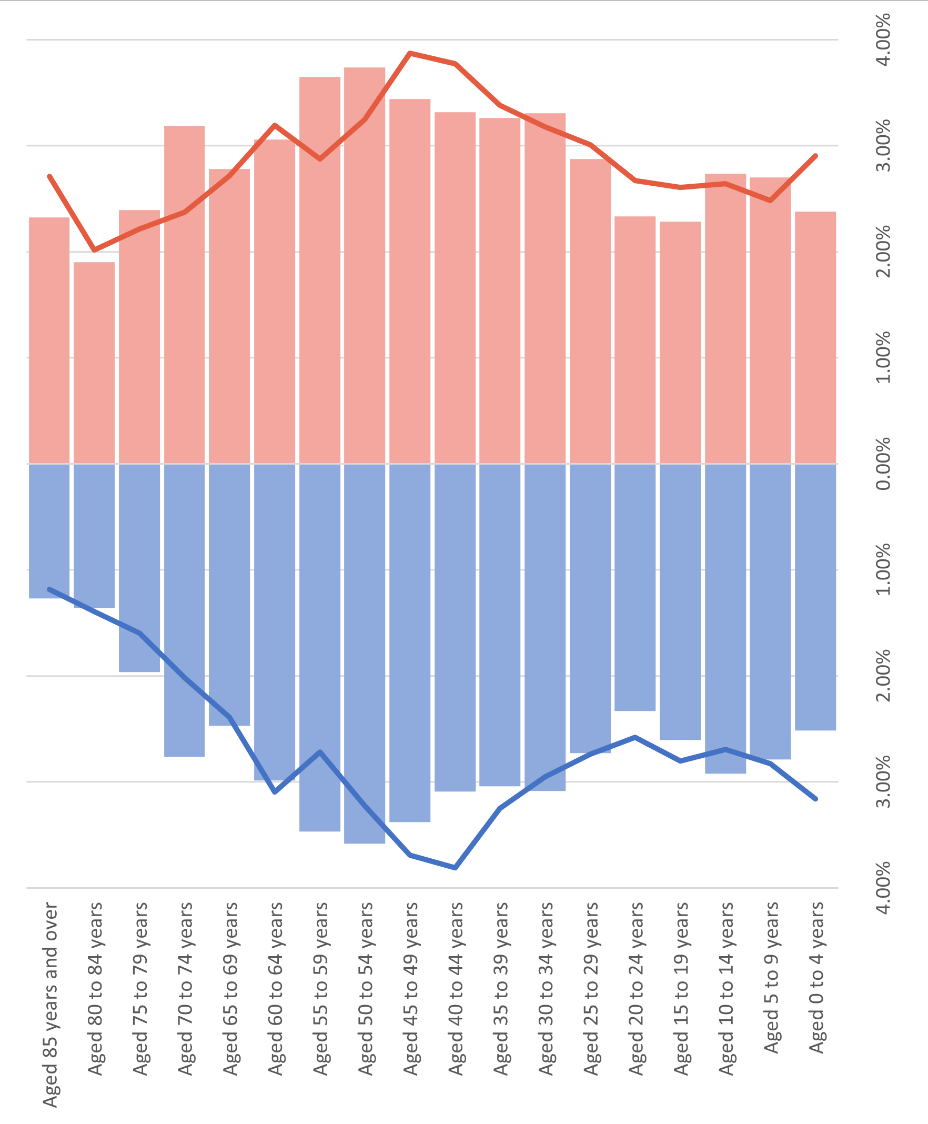 4.00%
3.00%
2.00%
1.00%
0.00%
1.00%
2.00%
3.00%
4.00%
Aged 85 years and over
Aged 80 to 84 years
Aged 75 to 79 years
Aged 70 to 74 years
Aged 65 to 69 years
Aged 60 to 64 years
Aged 55 to 59 years
Aged 50 to 54 years
Aged 45 to 49 years
Aged 40 to 44 years
Aged 35 to 39 years
Aged 30 to 34 years
Aged 25 to 29 years
Aged 20 to 24 years
Aged 15 to 19 years
Aged 10 to 14 years
Aged 5 to 9 years
Aged 0 to 4 years